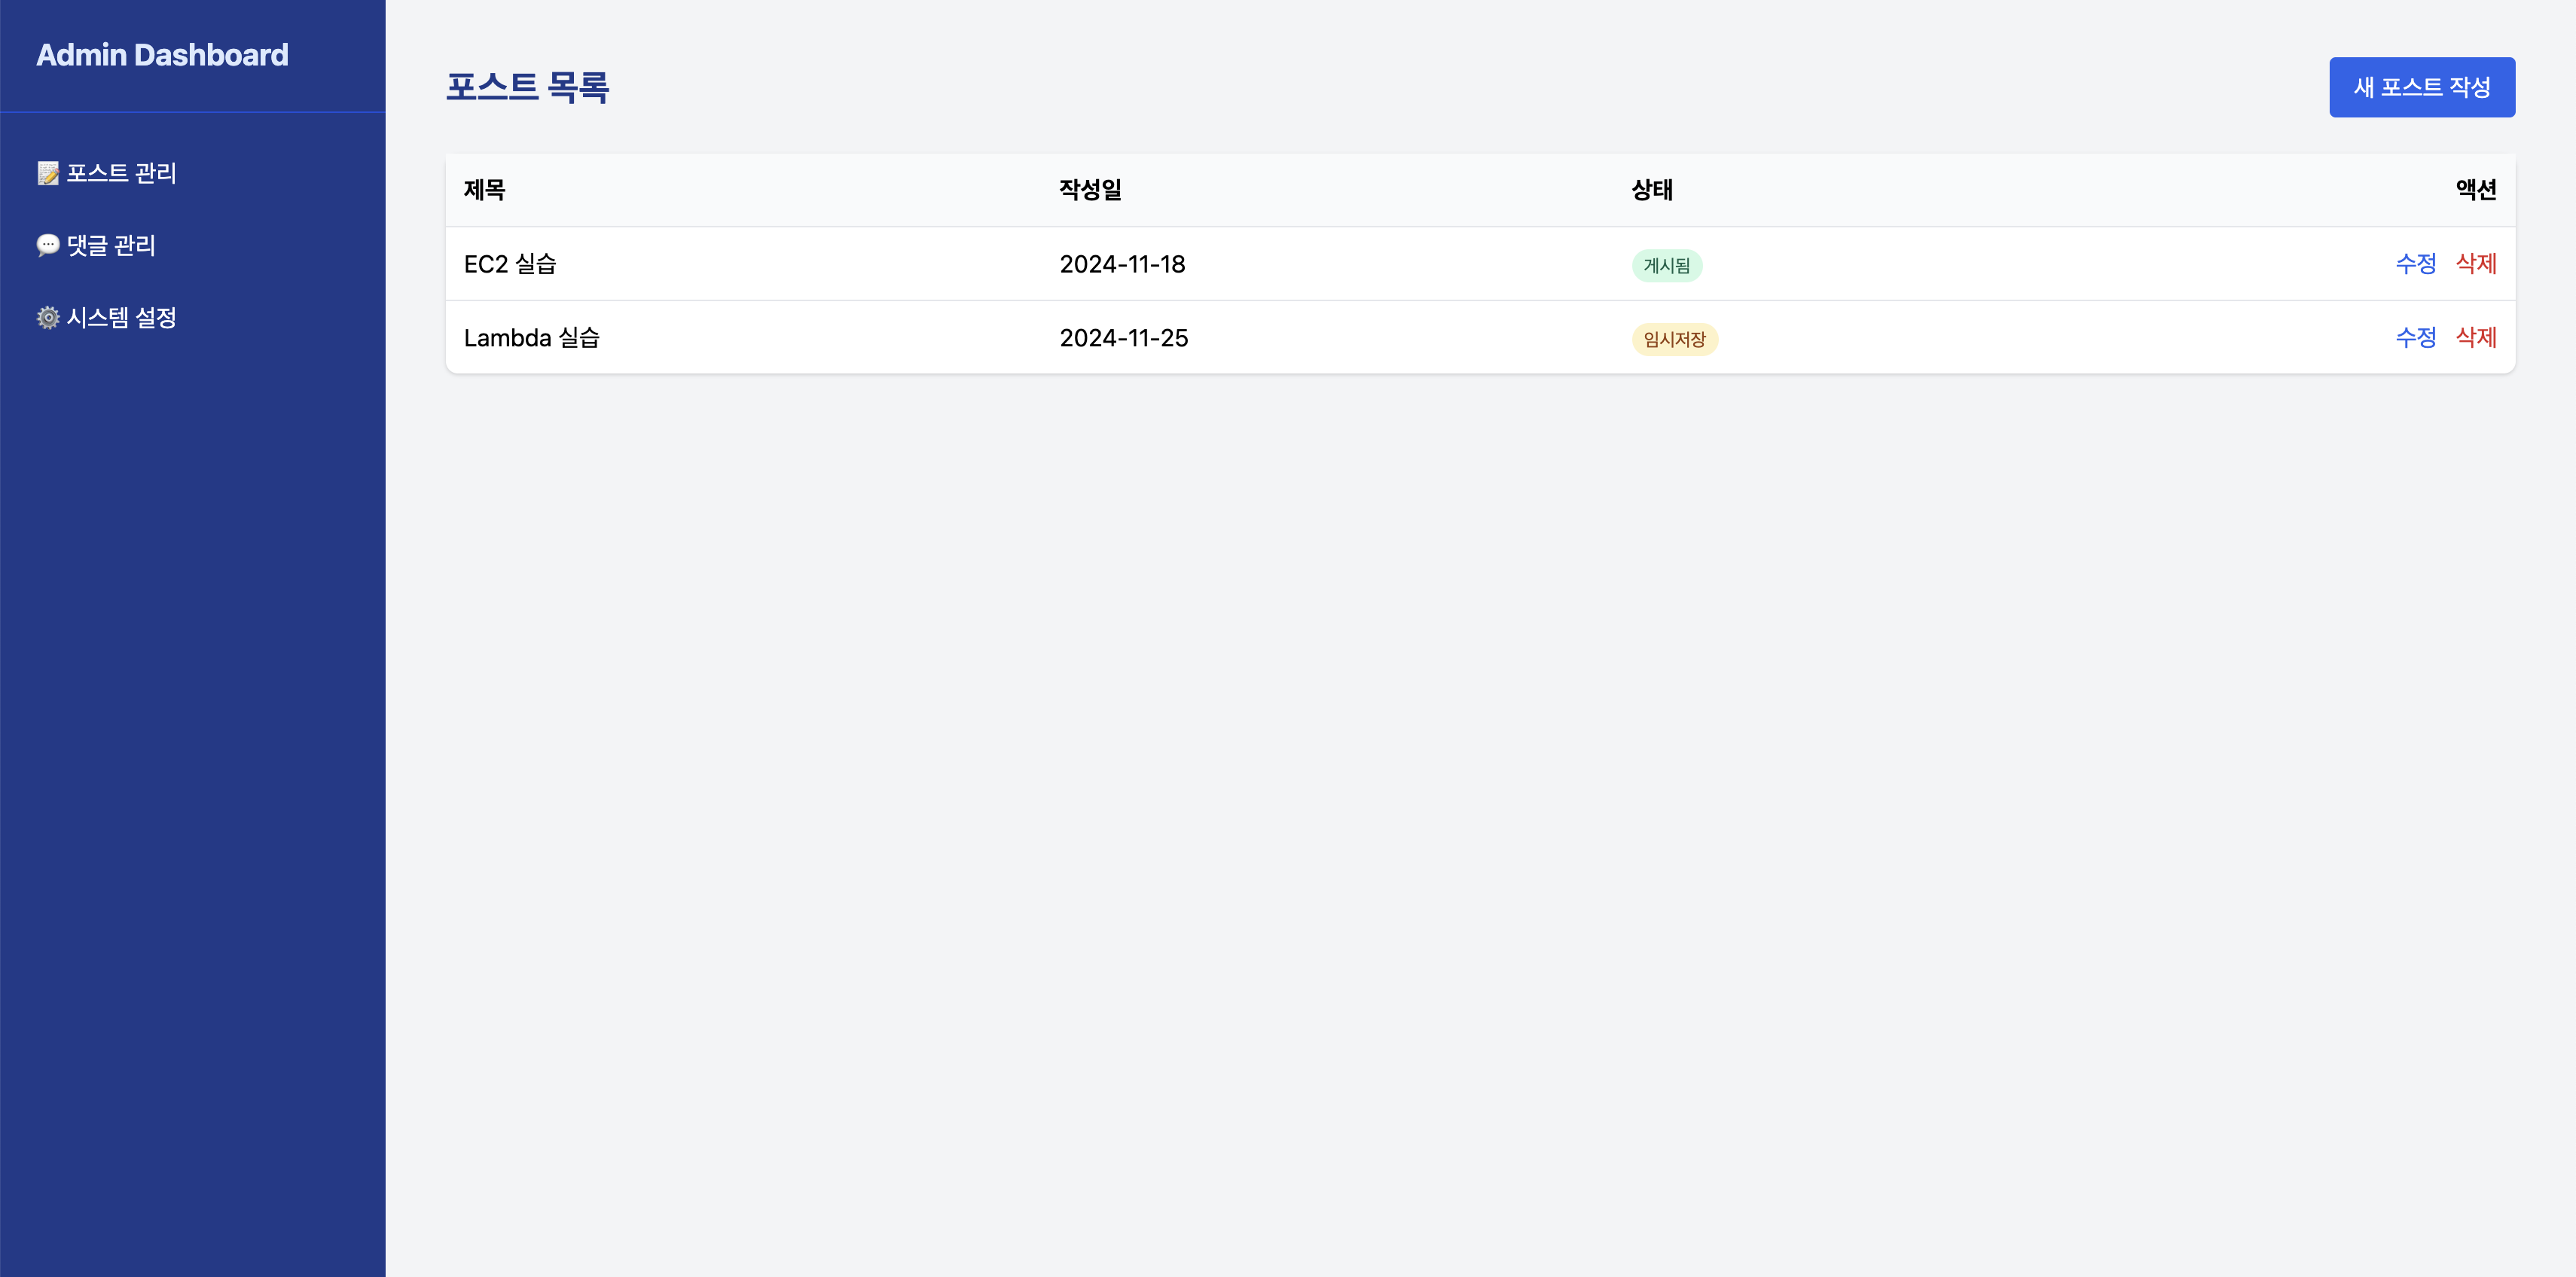 Admin Dashboard
📝 포스트 관리
💬 댓글 관리
⚙️ 시스템 설정
포스트 목록
새 포스트 작성
제목 작성일 상태 액션
EC2 실습 2024-11-18 게시됨 수정 삭제
Lambda 실습 2024-11-25 임시저장 수정 삭제